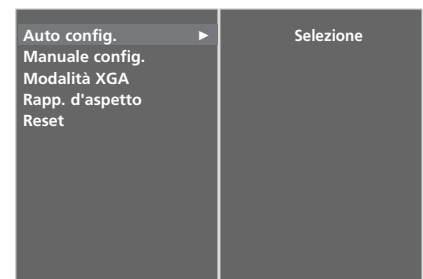 Auto config. ► Selezione
Manuale config.
Modalità XGA
Rapp. d'aspetto
Reset